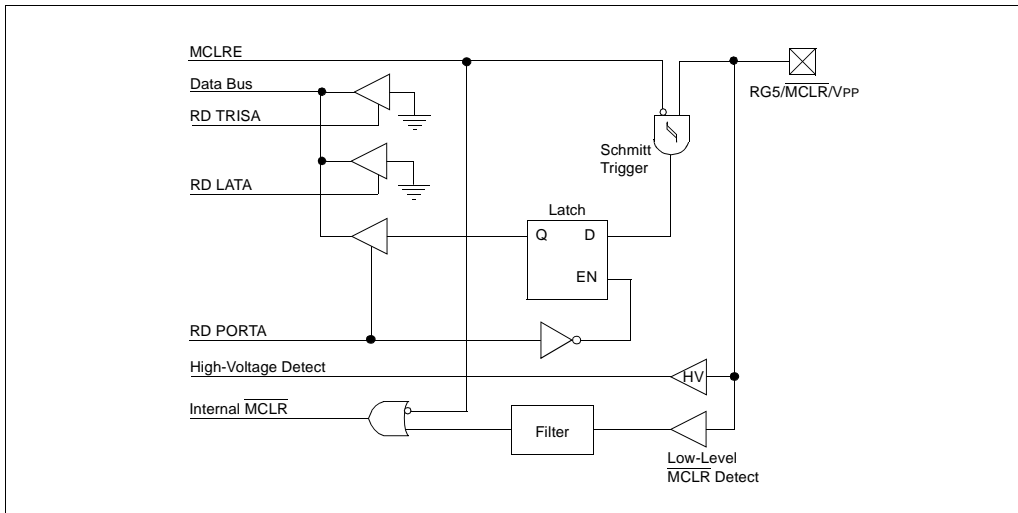 MCLRE
Data Bus
RD TRISA
RD LATA
RD PORTA
High-Voltage Detect
Internal MCLR
RG5/MCLR/VPP
Schmitt
Trigger
Latch
Q D
EN
HV
Filter
Low-Level
MCLR Detect